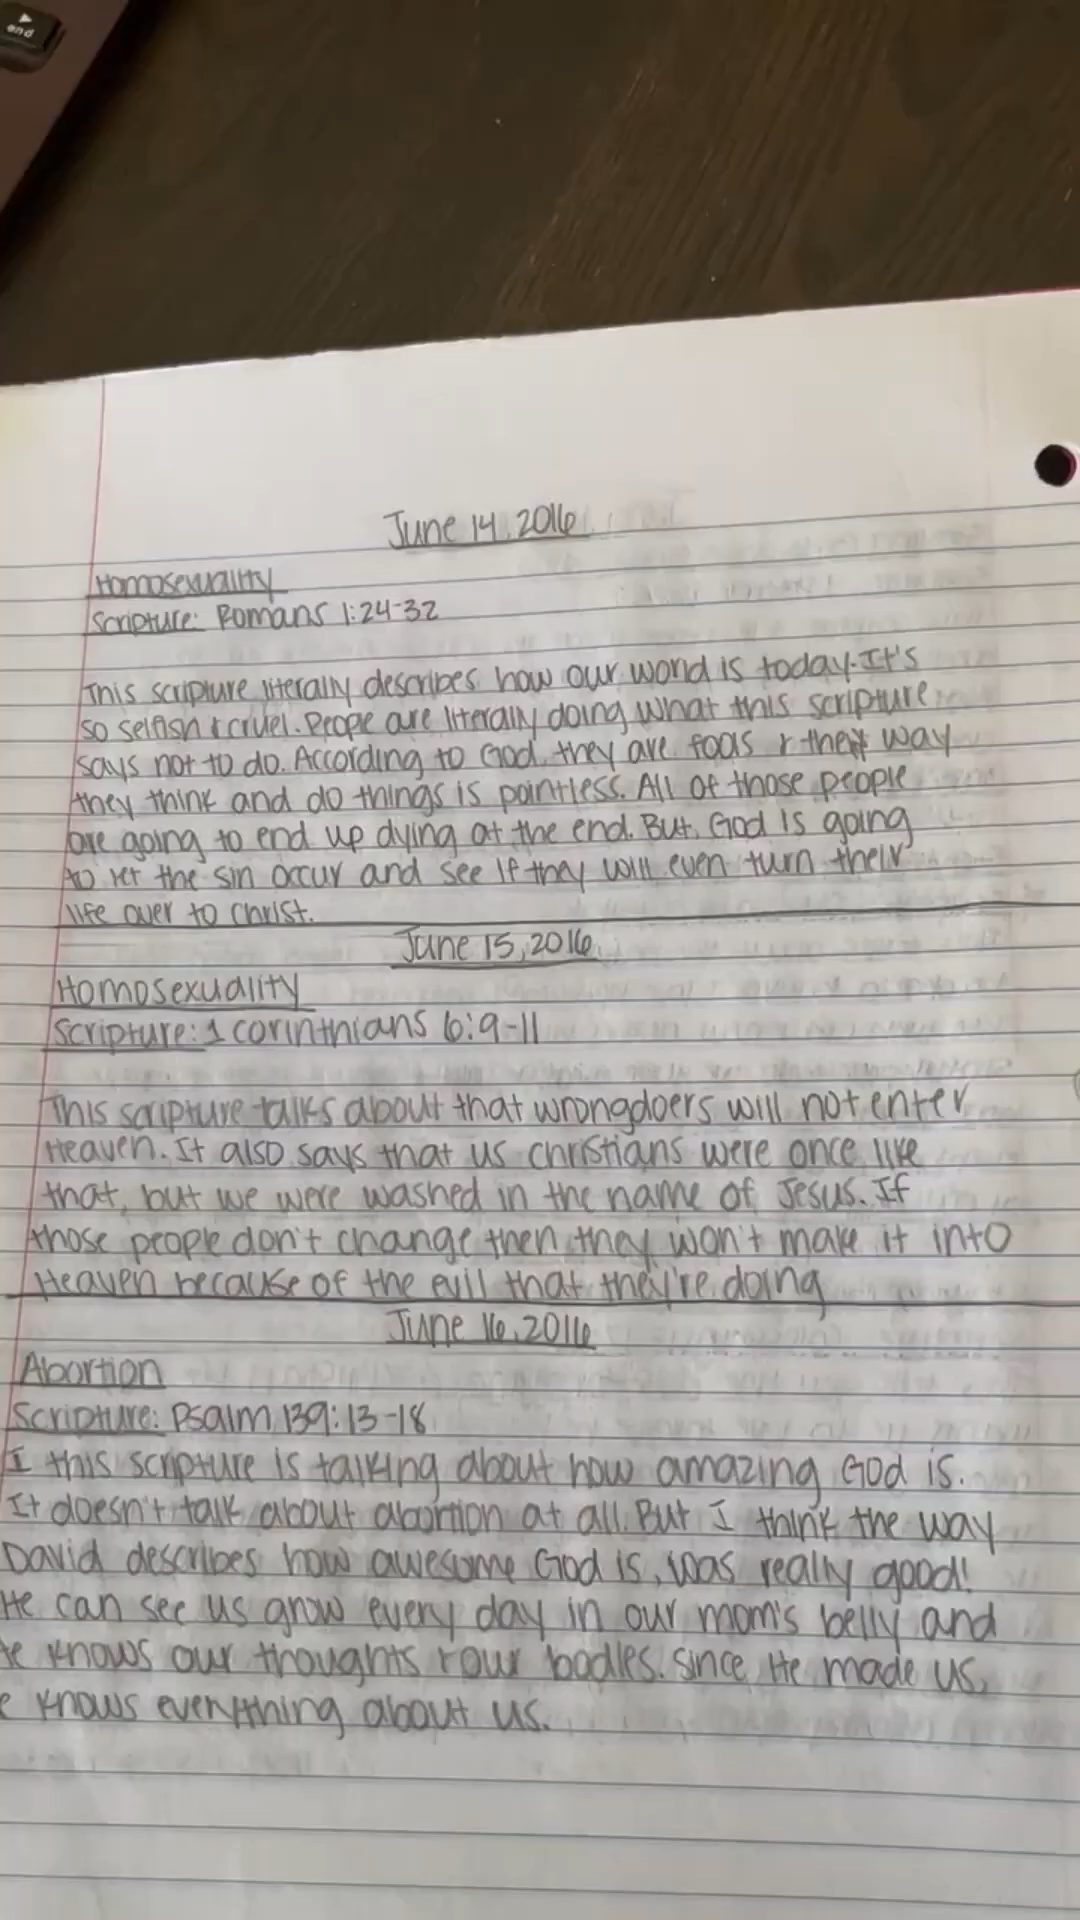 end
June 14, 2016
Homosexuality
Scripture: Romans 1:24-32
This scripture literally describes how our world is today. It's
so selfish & cruel. People are literally doing what this scripture
says not to do. According to God, they are fools & their way
they think and do things is pointless. All of those people
are going to end up dying at the end. But, God is going
to let the sin occur and see if they will even turn their
life over to Christ.
June 15, 2016
Homosexuality
Scripture: 1 Corinthians 6:9-11
This scripture talks about that wrongdoers will not enter
Heaven. It also says that us Christians were once like
that, but we were washed in the name of Jesus. If
those people don't change then they won't make it into
Heaven because of the evil that they're doing
June 16, 2016
Abortion
Scripture: Psalm 139:13-18
I this scripture is talking about how amazing God is.
It doesn't talk about abortion at all. But I think the way
David describes how awesome God is, was really good!
He can see us grow every day in our mom's belly and
He knows our thoughts & our bodies. Since He made us,
e knows everything about us.